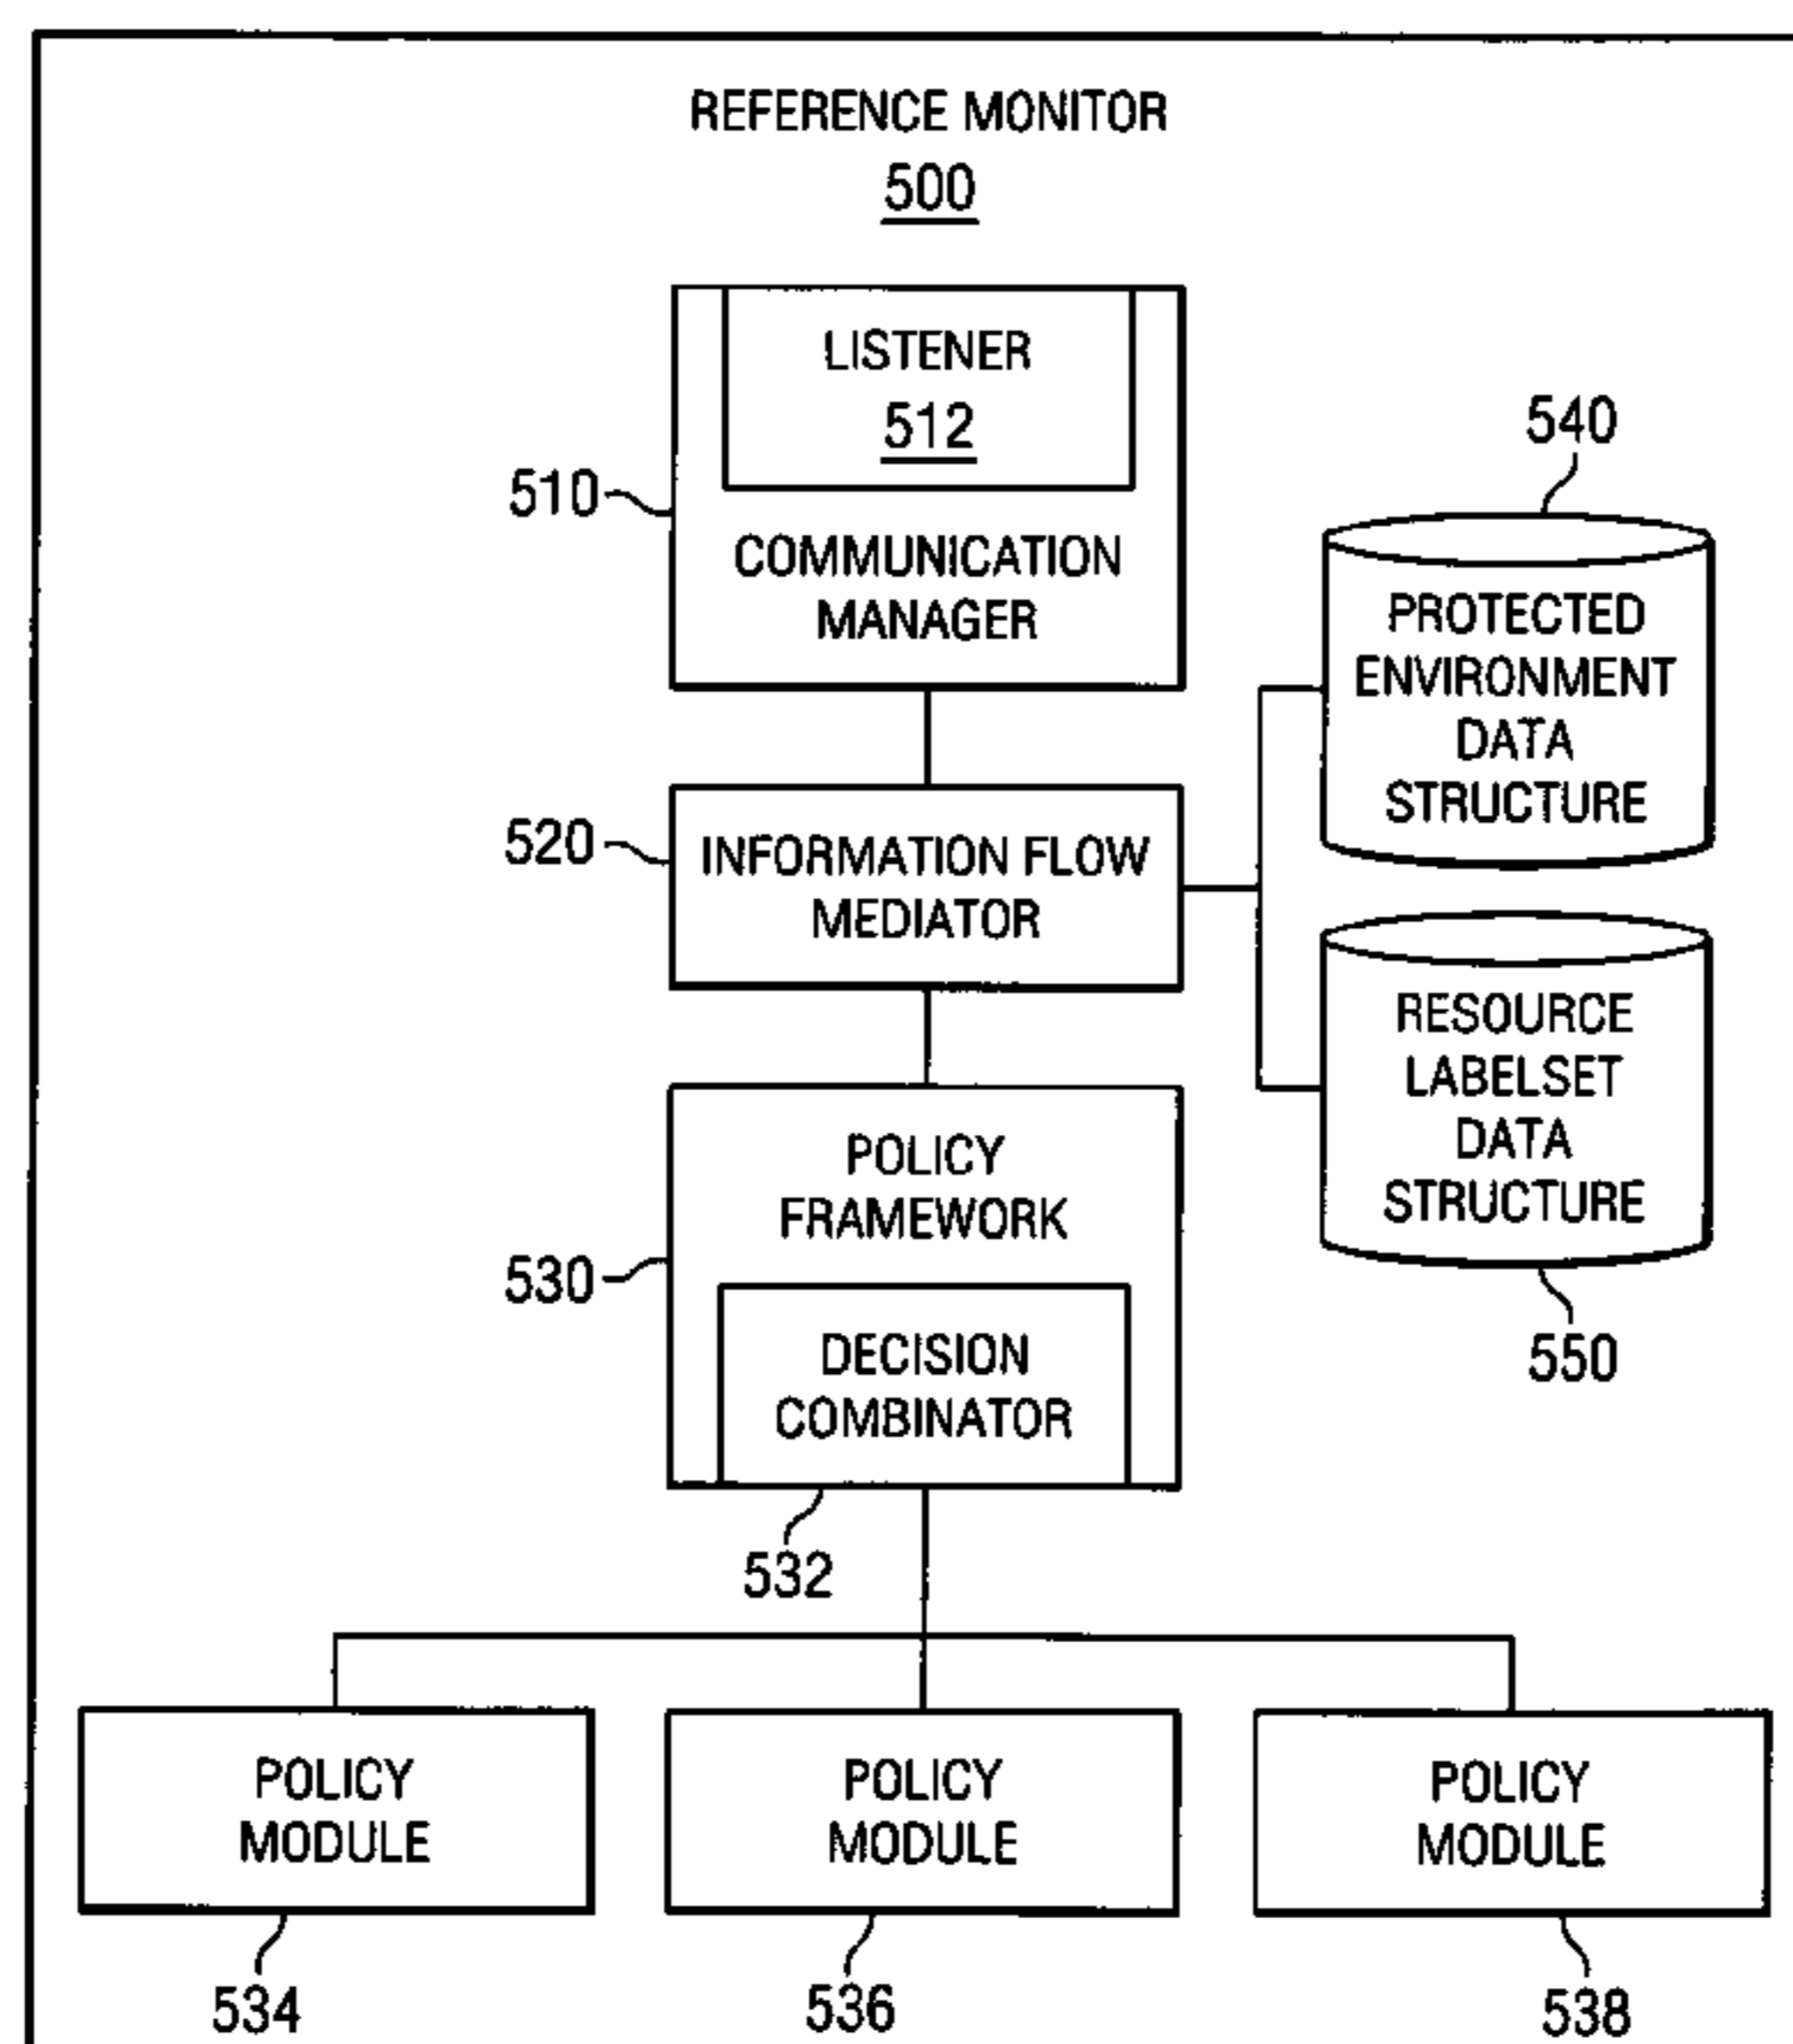 REFERENCE MONITOR
500
LISTENER
512
510
COMMUNICATION
MANAGER
540
PROTECTED
ENVIRONMENT
DATA
STRUCTURE
520
INFORMATION FLOW
MEDIATOR
RESOURCE
LABELSET
DATA
STRUCTURE
550
POLICY
FRAMEWORK
530
DECISION
COMBINATOR
532
POLICY
MODULE
534
POLICY
MODULE
536
POLICY
MODULE
538